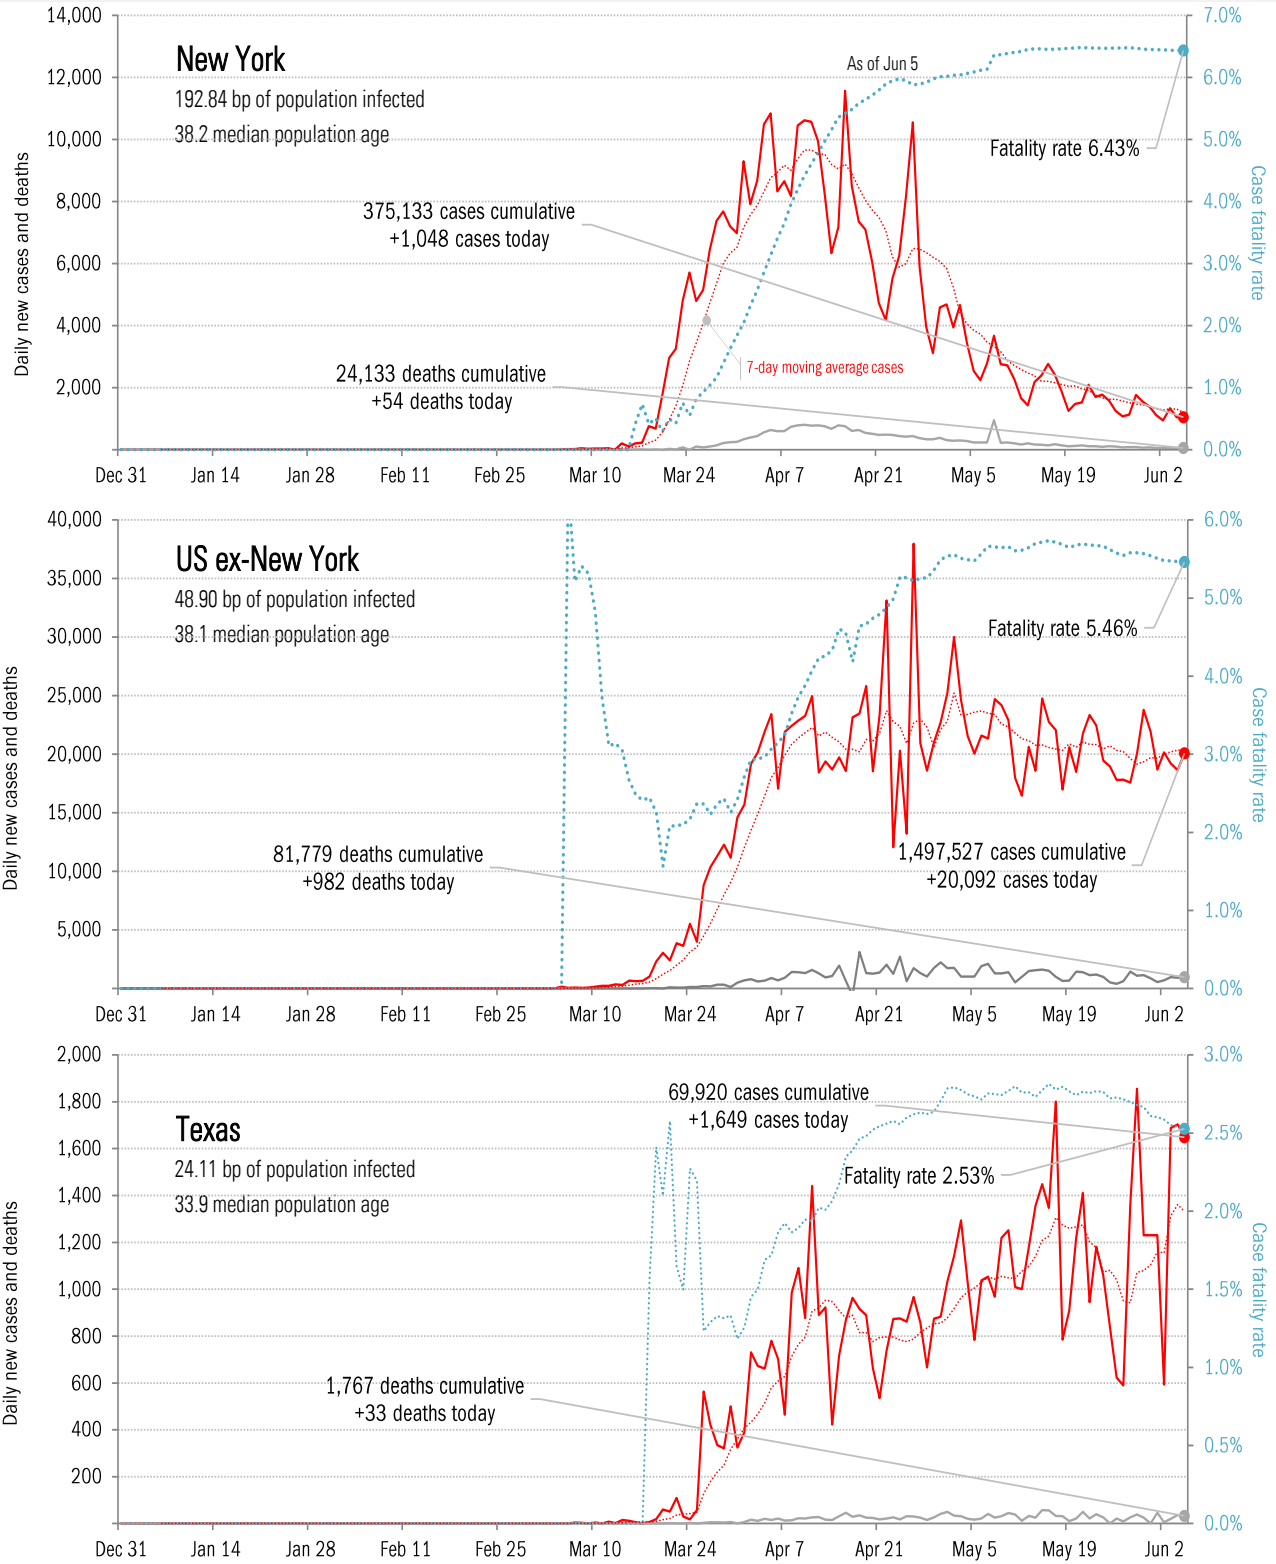 14,000
12,000
10,000
8,000
6,000
4,000
2,000
Daily new cases and deaths
7.0%
6.0%
5.0%
4.0%
3.0%
2.0%
1.0%
0.0%
Case fatality rate
New York
192.84 bp of population infected
38.2 median population age
As of Jun 5
Fatality rate 6.43%
375,133 cases cumulative
+1,048 cases today
7-day moving average cases
24,133 deaths cumulative
+54 deaths today
Dec 31 Jan 14 Jan 28 Feb 11 Feb 25 Mar 10 Mar 24 Apr 7 Apr 21 May 5 May 19 Jun 2
40,000
35,000
30,000
25,000
20,000
15,000
10,000
5,000
Daily new cases and deaths
6.0%
5.0%
4.0%
3.0%
2.0%
1.0%
0.0%
Case fatality rate
US ex-New York
48.90 bp of population infected
38.1 median population age
Fatality rate 5.46%
81,779 deaths cumulative
+982 deaths today
1,497,527 cases cumulative
+20,092 cases today
Dec 31 Jan 14 Jan 28 Feb 11 Feb 25 Mar 10 Mar 24 Apr 7 Apr 21 May 5 May 19 Jun 2
2,000
1,800
1,600
1,400
1,200
1,000
800
600
400
200
Daily new cases and deaths
3.0%
2.5%
2.0%
1.5%
1.0%
0.5%
0.0%
Case fatality rate
Texas
24.11 bp of population infected
33.9 median population age
69,920 cases cumulative
+1,649 cases today
Fatality rate 2.53%
1,767 deaths cumulative
+33 deaths today
Dec 31 Jan 14 Jan 28 Feb 11 Feb 25 Mar 10 Mar 24 Apr 7 Apr 21 May 5 May 19 Jun 2